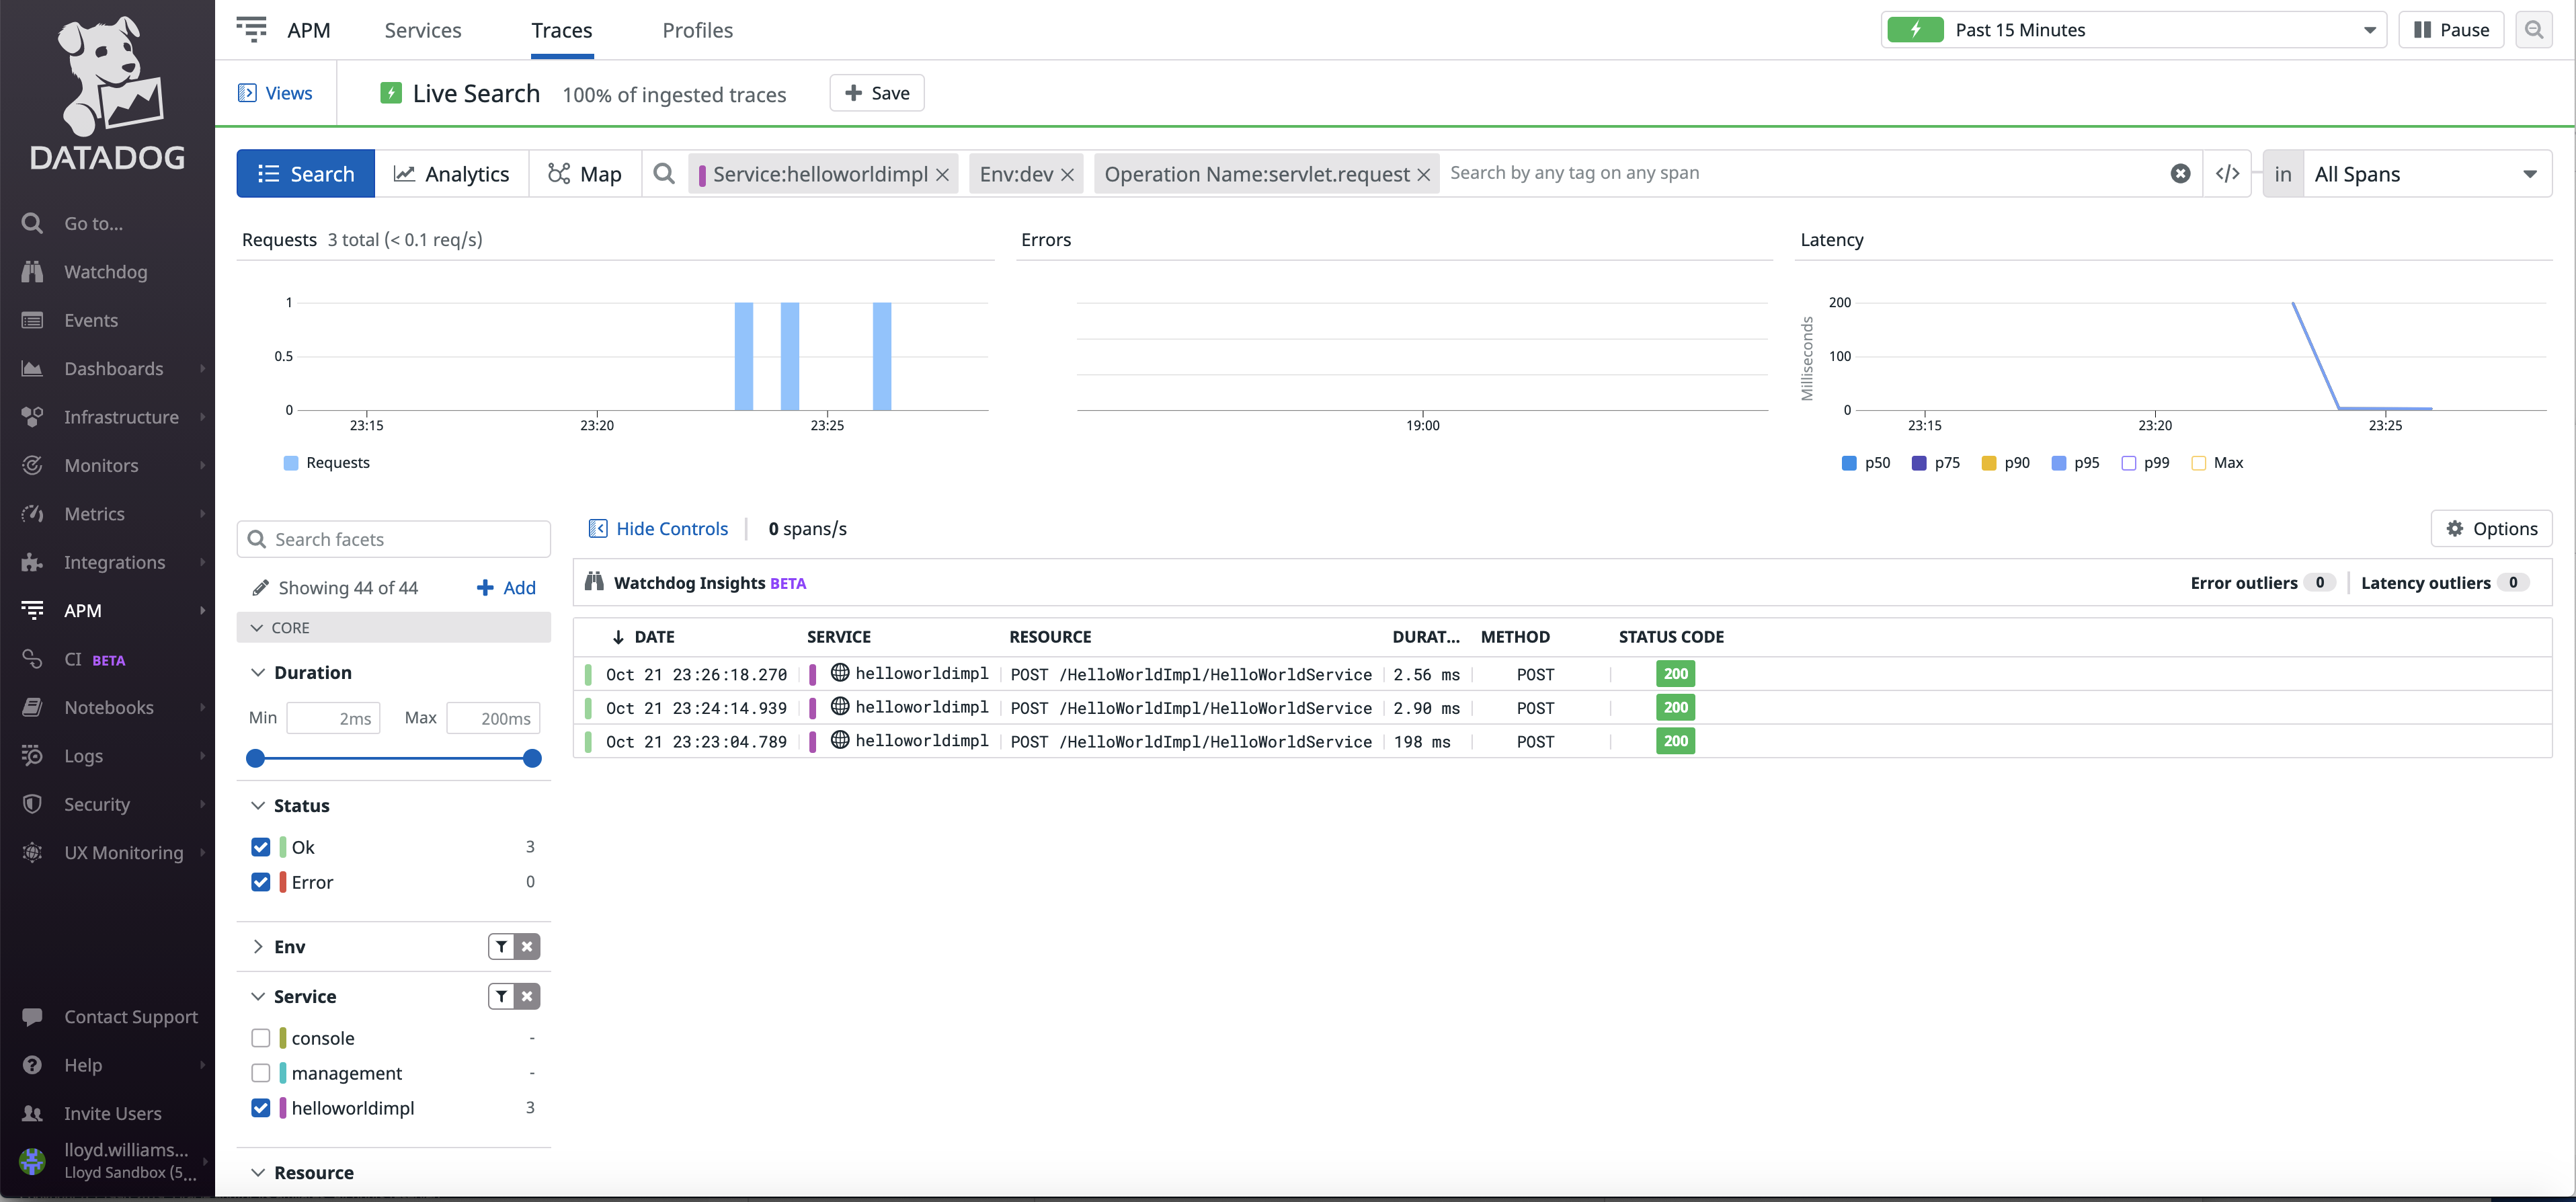 DATADOG
Go to...
Watchdog
Events
Dashboards
Infrastructure
Monitors
Metrics
Integrations
APM
CI BETA
Notebooks
Logs
Security
UX Monitoring
Contact Support
Help
Invite Users
lloyd.williams...
Lloyd Sandbox (5...
APM Services Traces Profiles Past 15 Minutes Pause
Views Live Search 100% of ingested traces Save
Search Analytics Map Service:helloworldimpl Env:dev Operation Name:servlet.request Search by any tag on any span in All Spans
Requests 3 total (< 0.1 req/s)
1
0.5
0
23:15 23:20 23:25
Requests
Errors
19:00
Latency
Milliseconds
200
100
0
23:15 23:20 23:25
p50 p75 p90 p95 p99 Max
Search facets
Showing 44 of 44 Add
CORE
Duration
Min 2ms Max 200ms
Status
Ok 3
Error 0
Env
Service
console -
management -
helloworldimpl 3
Resource
Hide Controls 0 spans/s Options
Watchdog Insights BETA Error outliers 0 Latency outliers 0
DATE SERVICE RESOURCE DURAT... METHOD STATUS CODE
Oct 21 23:26:18.270 helloworldimpl POST /HelloWorldImpl/HelloWorldService 2.56 ms POST 200
Oct 21 23:24:14.939 helloworldimpl POST /HelloWorldImpl/HelloWorldService 2.90 ms POST 200
Oct 21 23:23:04.789 helloworldimpl POST /HelloWorldImpl/HelloWorldService 198 ms POST 200